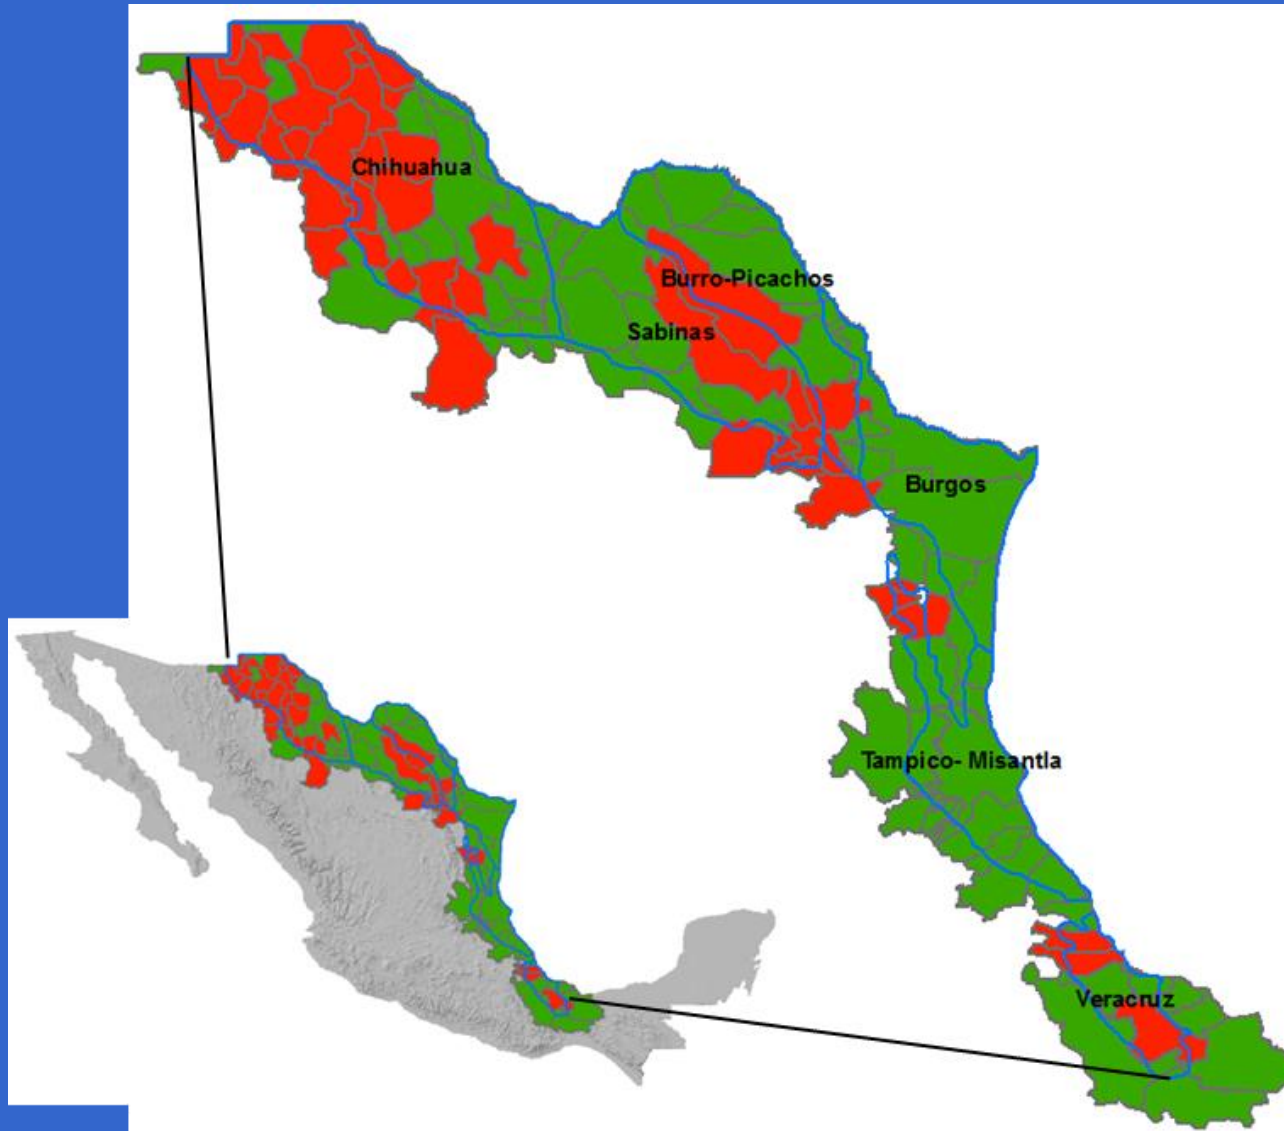 Chihuahua
Burro-Picachos
Sabinas
Burgos
Tampico- Misantla
Veracruz